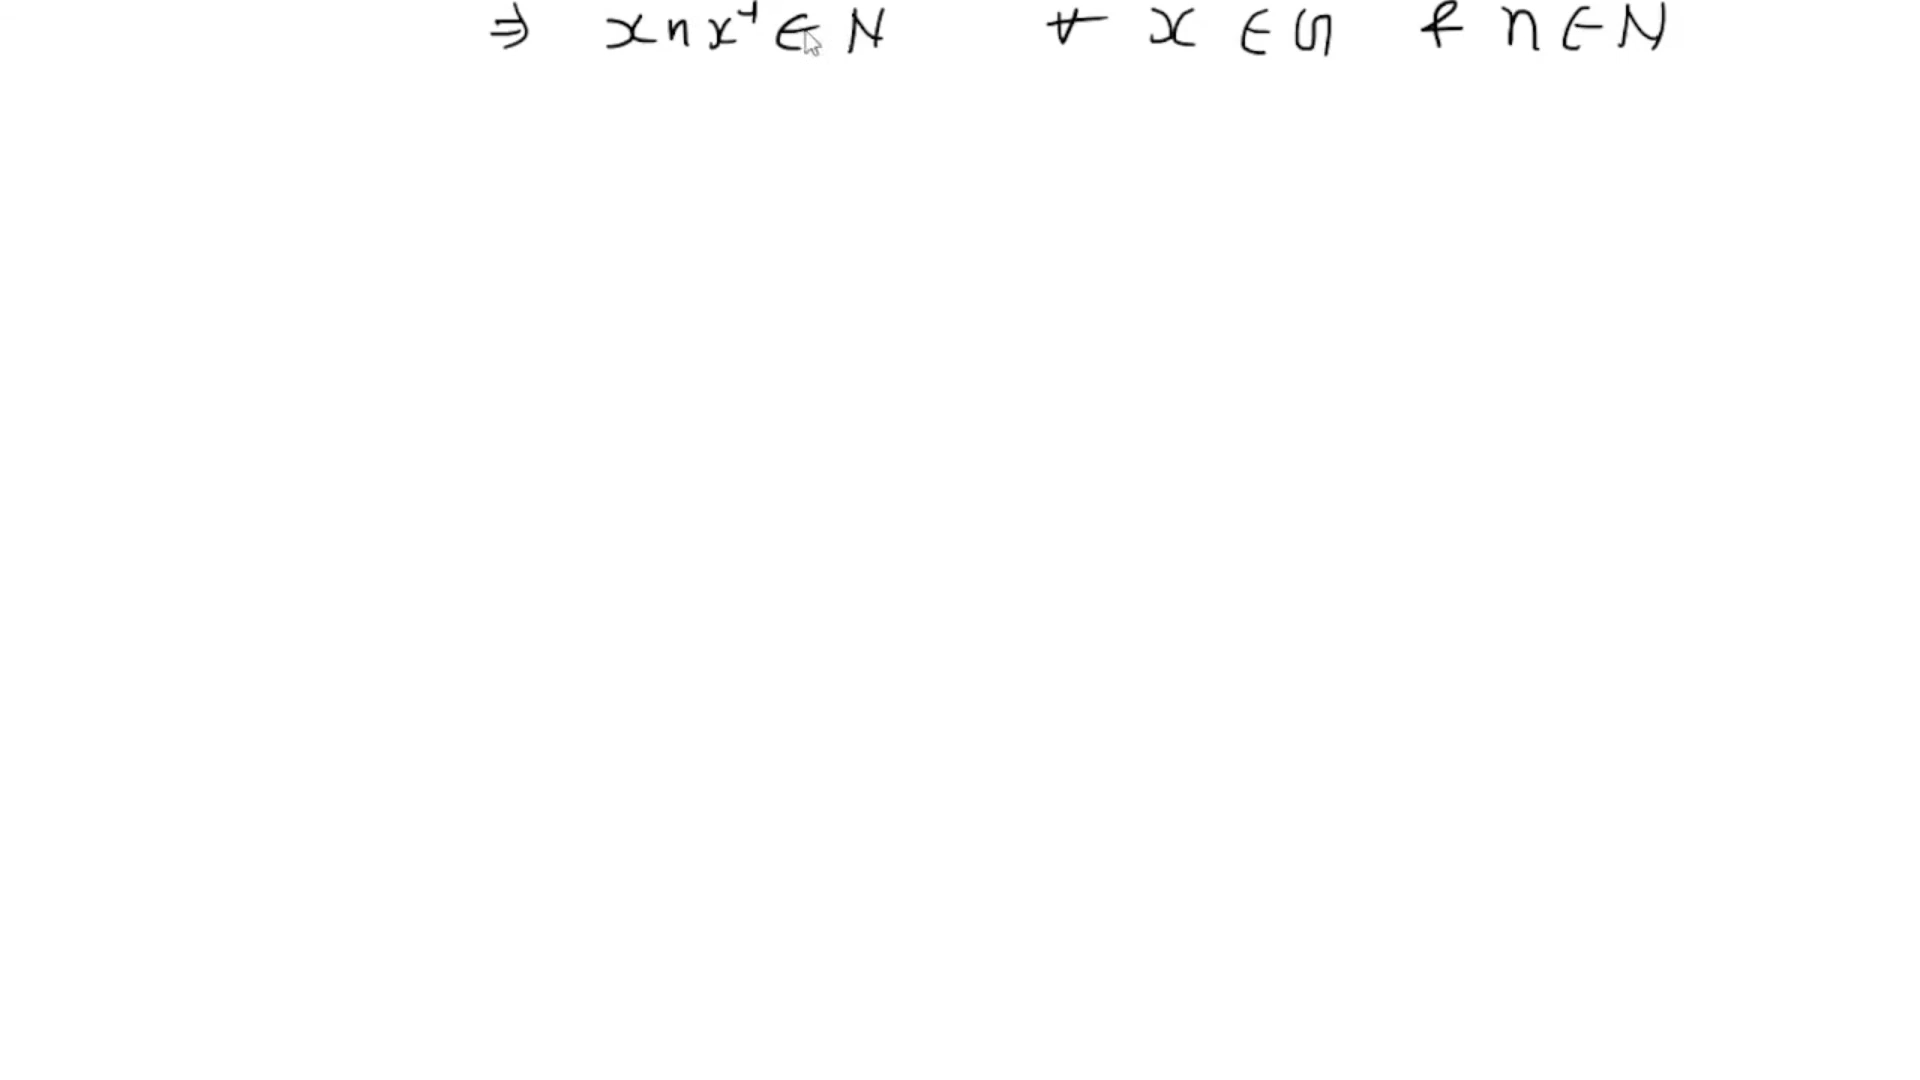 ⇒ x n x⁻¹ ∈ N ∀ x ∈ G & n ∈ N